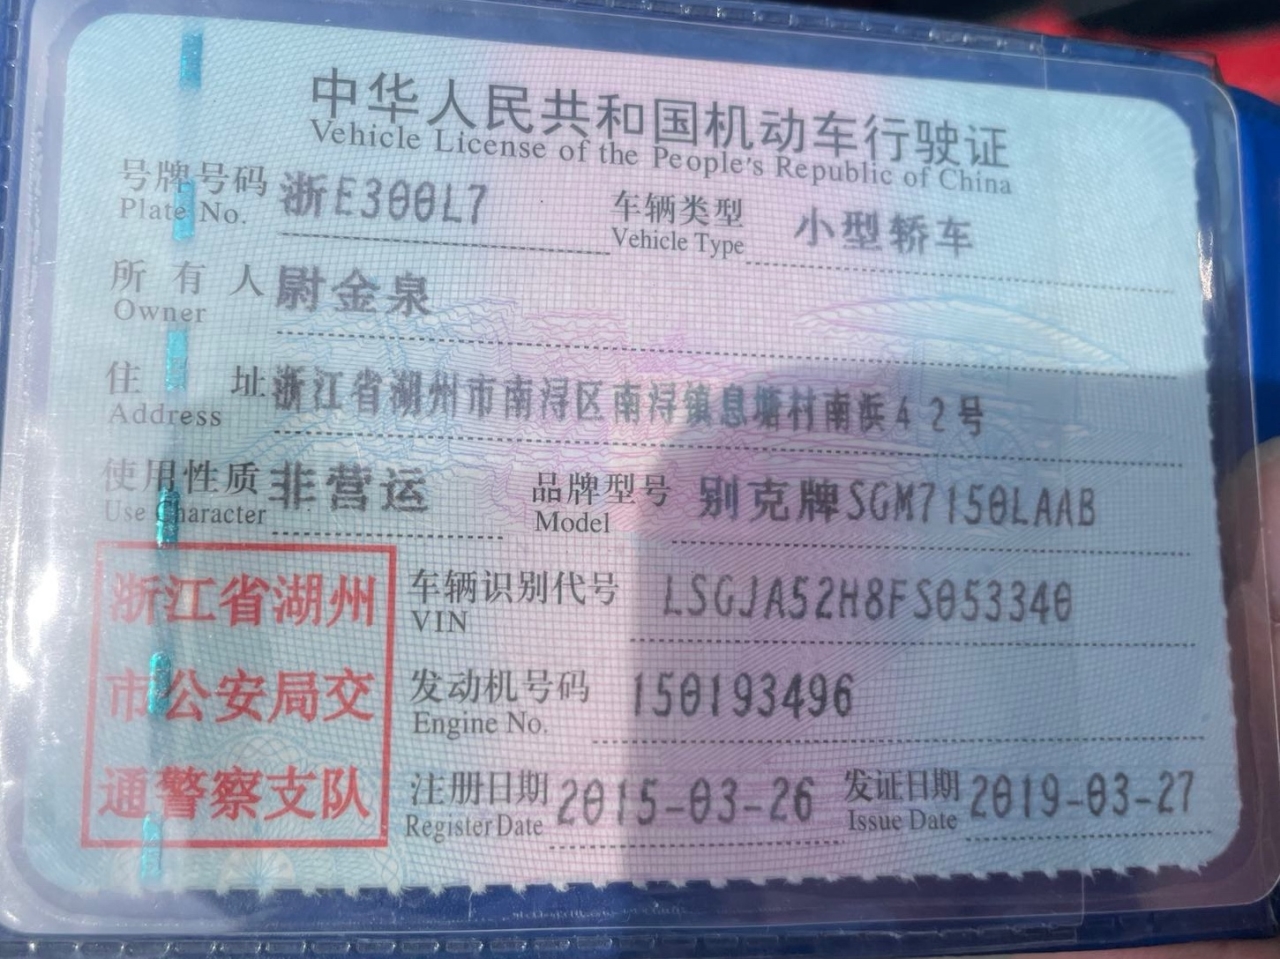 中华人民共和国机动车行驶证
Vehicle License of the People's Republic of China
号牌号码 浙E300L7 车辆类型 小型轿车
Plate No. Vehicle Type
所有人 尉金泉
Owner
住址 浙江省湖州市南浔区南浔镇息塘村南浜42号
Address
使用性质 非营运 品牌型号 别克牌SGM7150LAAB
Use Character Model
浙江省湖州
市公安局交
通警察支队
车辆识别代号 LSGJA52H8FS053340
VIN
发动机号码 150193496
Engine No.
注册日期 2015-03-26 发证日期 2019-03-27
Register Date Issue Date